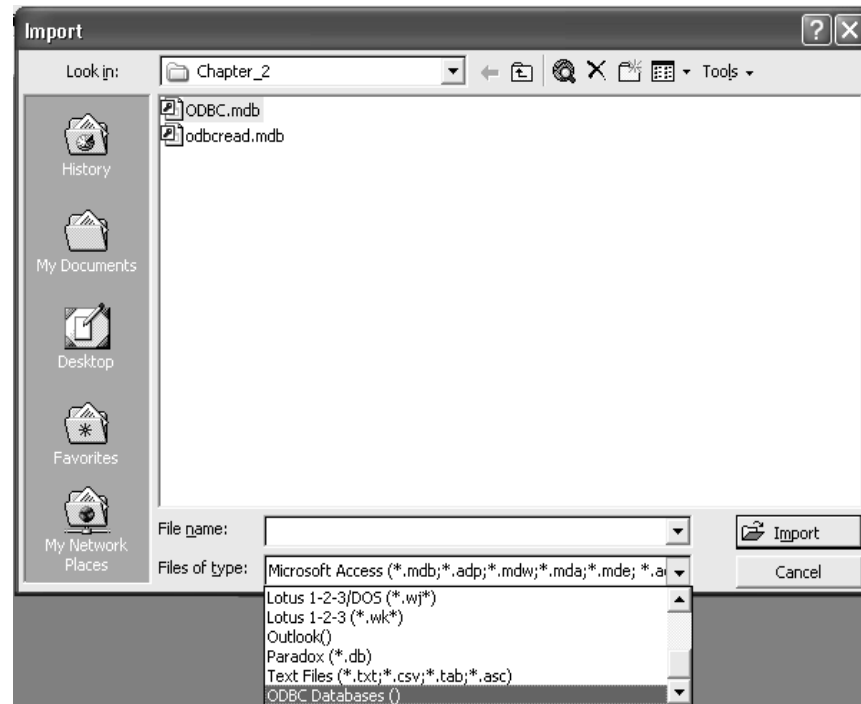 Import
Look in: Chapter_2 Tools
ODBC.mdb
odbcread.mdb
History
My Documents
Desktop
Favorites
My Network
Places
File name: Import
Files of type: Microsoft Access (*.mdb;*.adp;*.mdw;*.mda;*.mde; Cancel
Lotus 1-2-3/DOS (*.wj*)
Lotus 1-2-3 (*.wk*)
Outlook()
Paradox (*.db)
Text Files (*.txt;*.csv;*.tab;*.asc)
ODBC Databases ()